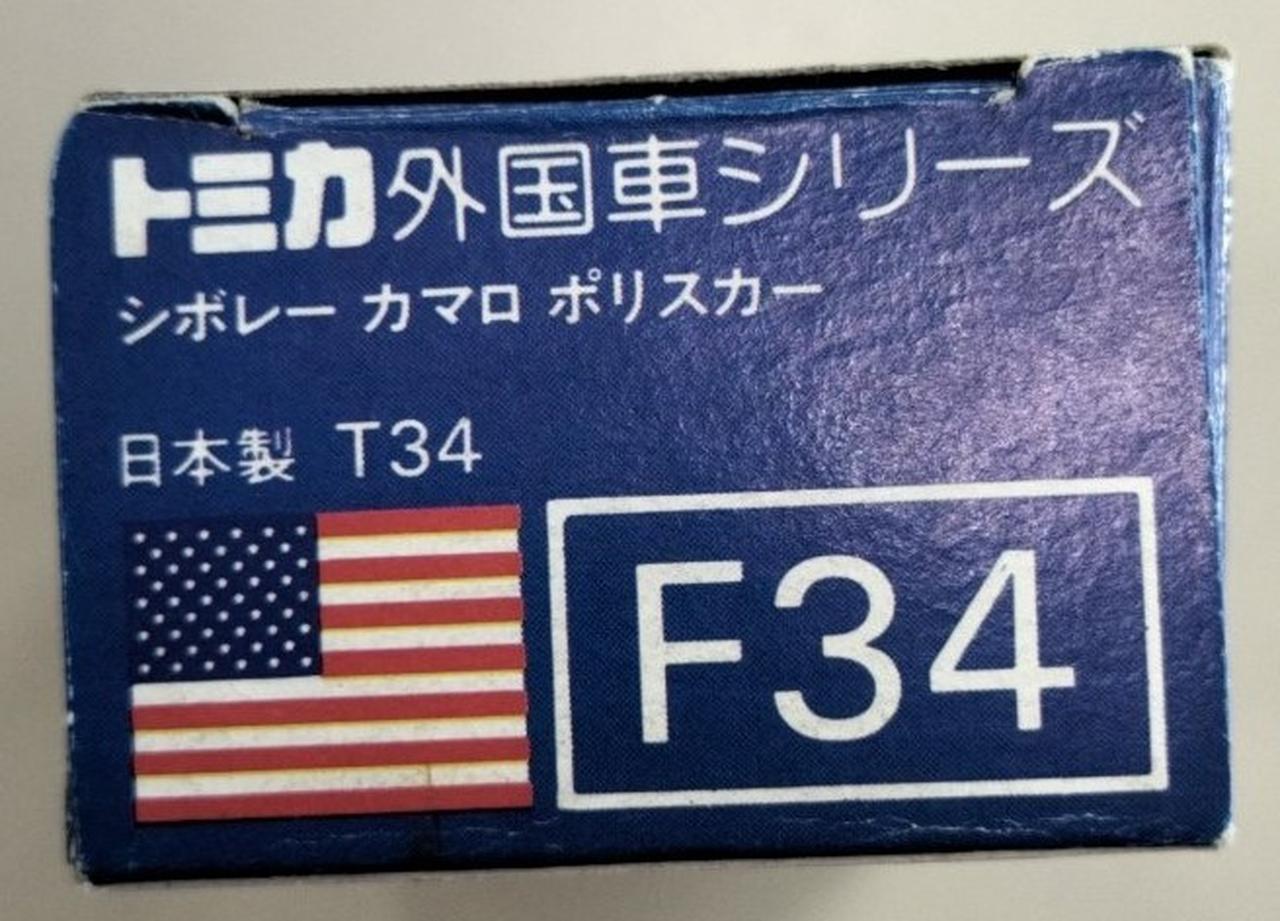 トミカ外国車シリーズ
シボレー カマロ ポリスカー
日本製 T34
F34